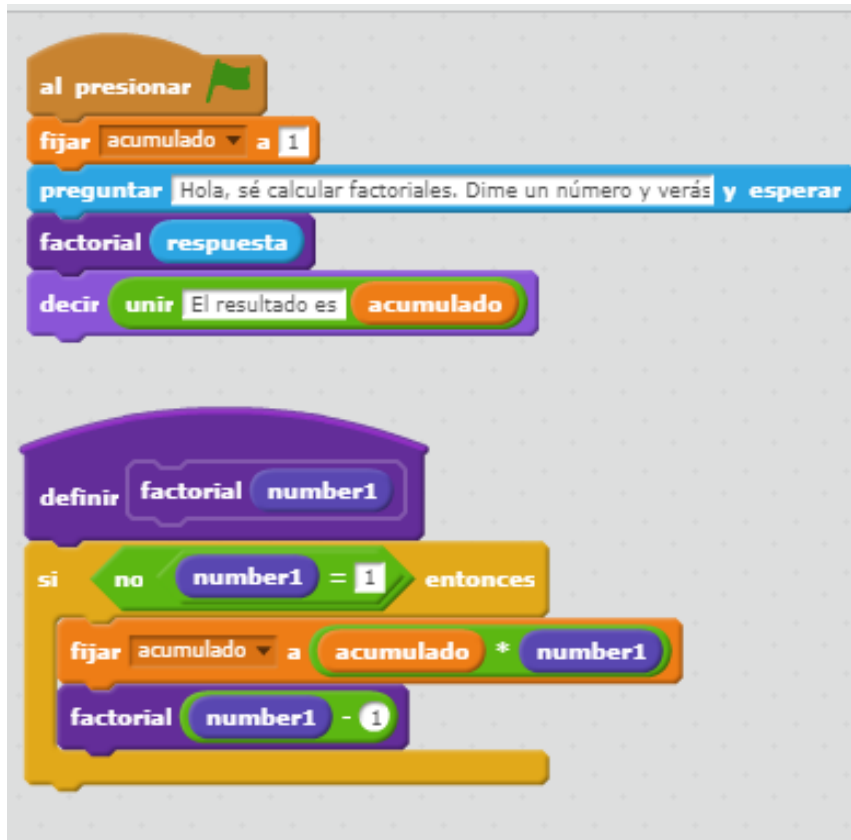 al presionar
fijar acumulado a 1
preguntar Hola, sé calcular factoriales. Dime un número y verás y esperar
factorial respuesta
decir unir El resultado es acumulado
definir factorial number1
si no number1 = 1 entonces
fijar acumulado a acumulado * number1
factorial number1 - 1